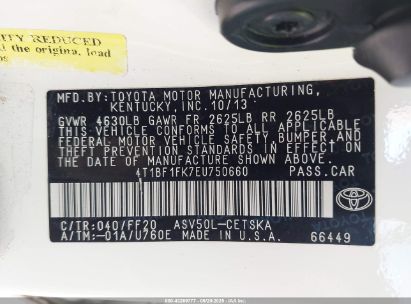 ITY REDUCED
the original, load
MFD.BY:TOYOTA MOTOR MANUFACTURING,
KENTUCKY, INC. 10/13
GVWR 4630LB GAWR FR 2625LB RR 2625LB
THIS VEHICLE CONFORMS TO ALL APPLICABLE
FEDERAL MOTOR VEHICLE SAFETY, BUMPER, AND
THEFT PREVENTION STANDARDS IN EFFECT ON
THE DATE OF MANUFACTURE SHOWN ABOVE.
4T1BF1FK7EU750660 PASS.CAR
C/TR:040/FF20 ASV50L-CETSKA
A/TM:-01A/U760E MADE IN U.S.A. 66449
TOYOTA